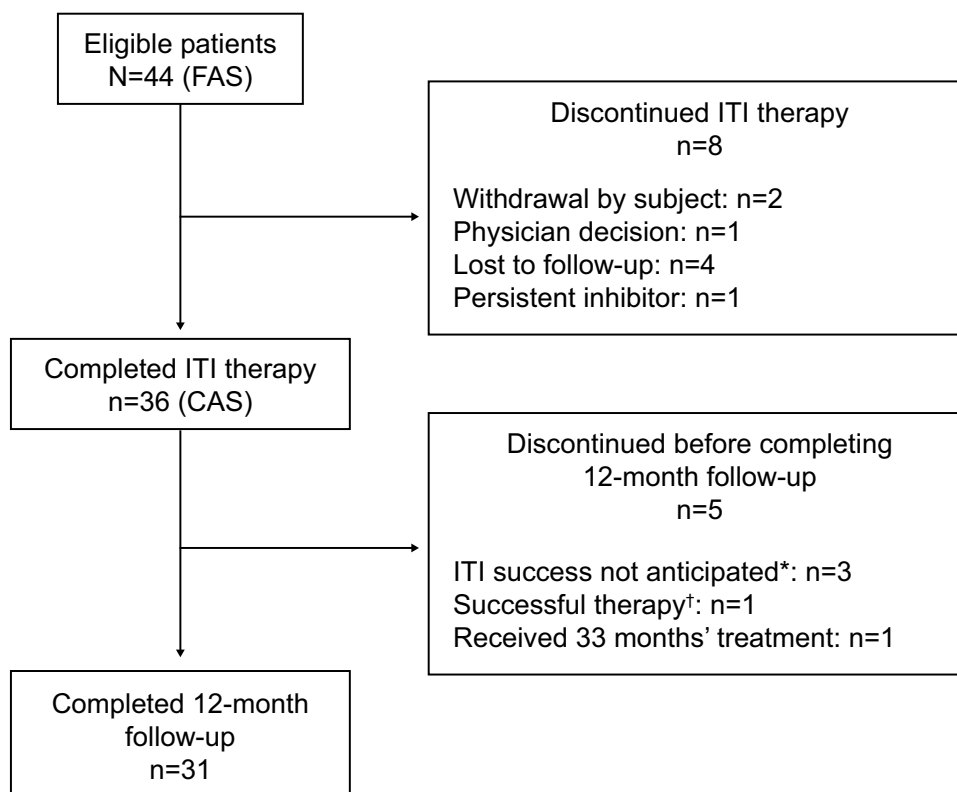 Eligible patients
N=44 (FAS)
Discontinued ITI therapy
n=8
Withdrawal by subject: n=2
Physician decision: n=1
Lost to follow-up: n=4
Persistent inhibitor: n=1
Completed ITI therapy
n=36 (CAS)
Discontinued before completing
12-month follow-up
n=5
ITI success not anticipated*: n=3
Successful therapy†: n=1
Received 33 months’ treatment: n=1
Completed 12-month
follow-up
n=31